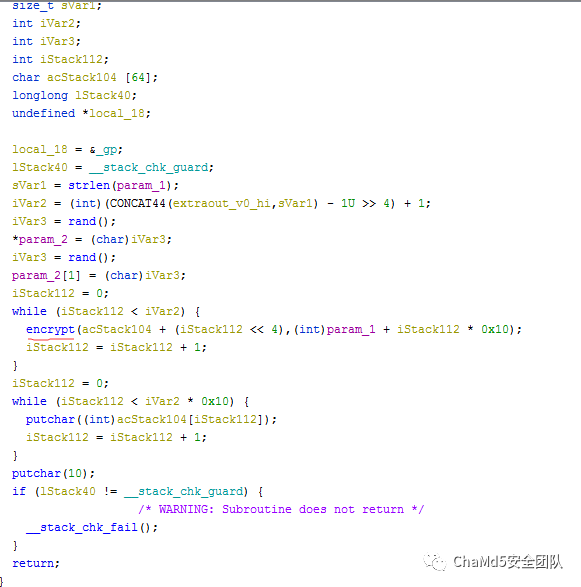 size_t sVar1;
int iVar2;
int iVar3;
int iStack112;
char acStack104 [64];
longlong lStack40;
undefined *local_18;
local_18 = &_gp;
lStack40 = __stack_chk_guard;
sVar1 = strlen(param_1);
iVar2 = (int)(CONCAT44(extraout_v0_hi,sVar1) - 1U >> 4) + 1;
iVar3 = rand();
*param_2 = (char)iVar3;
iVar3 = rand();
param_2[1] = (char)iVar3;
iStack112 = 0;
while (iStack112 < iVar2) {
encrypt(acStack104 + (iStack112 << 4),(int)param_1 + iStack112 * 0x10);
iStack112 = iStack112 + 1;
}
iStack112 = 0;
while (iStack112 < iVar2 * 0x10) {
putchar((int)acStack104[iStack112]);
iStack112 = iStack112 + 1;
}
putchar(10);
if (lStack40 != __stack_chk_guard) {
/* WARNING: Subroutine does not return */
__stack_chk_fail();
}
return;
}
ChaMd5安全团队